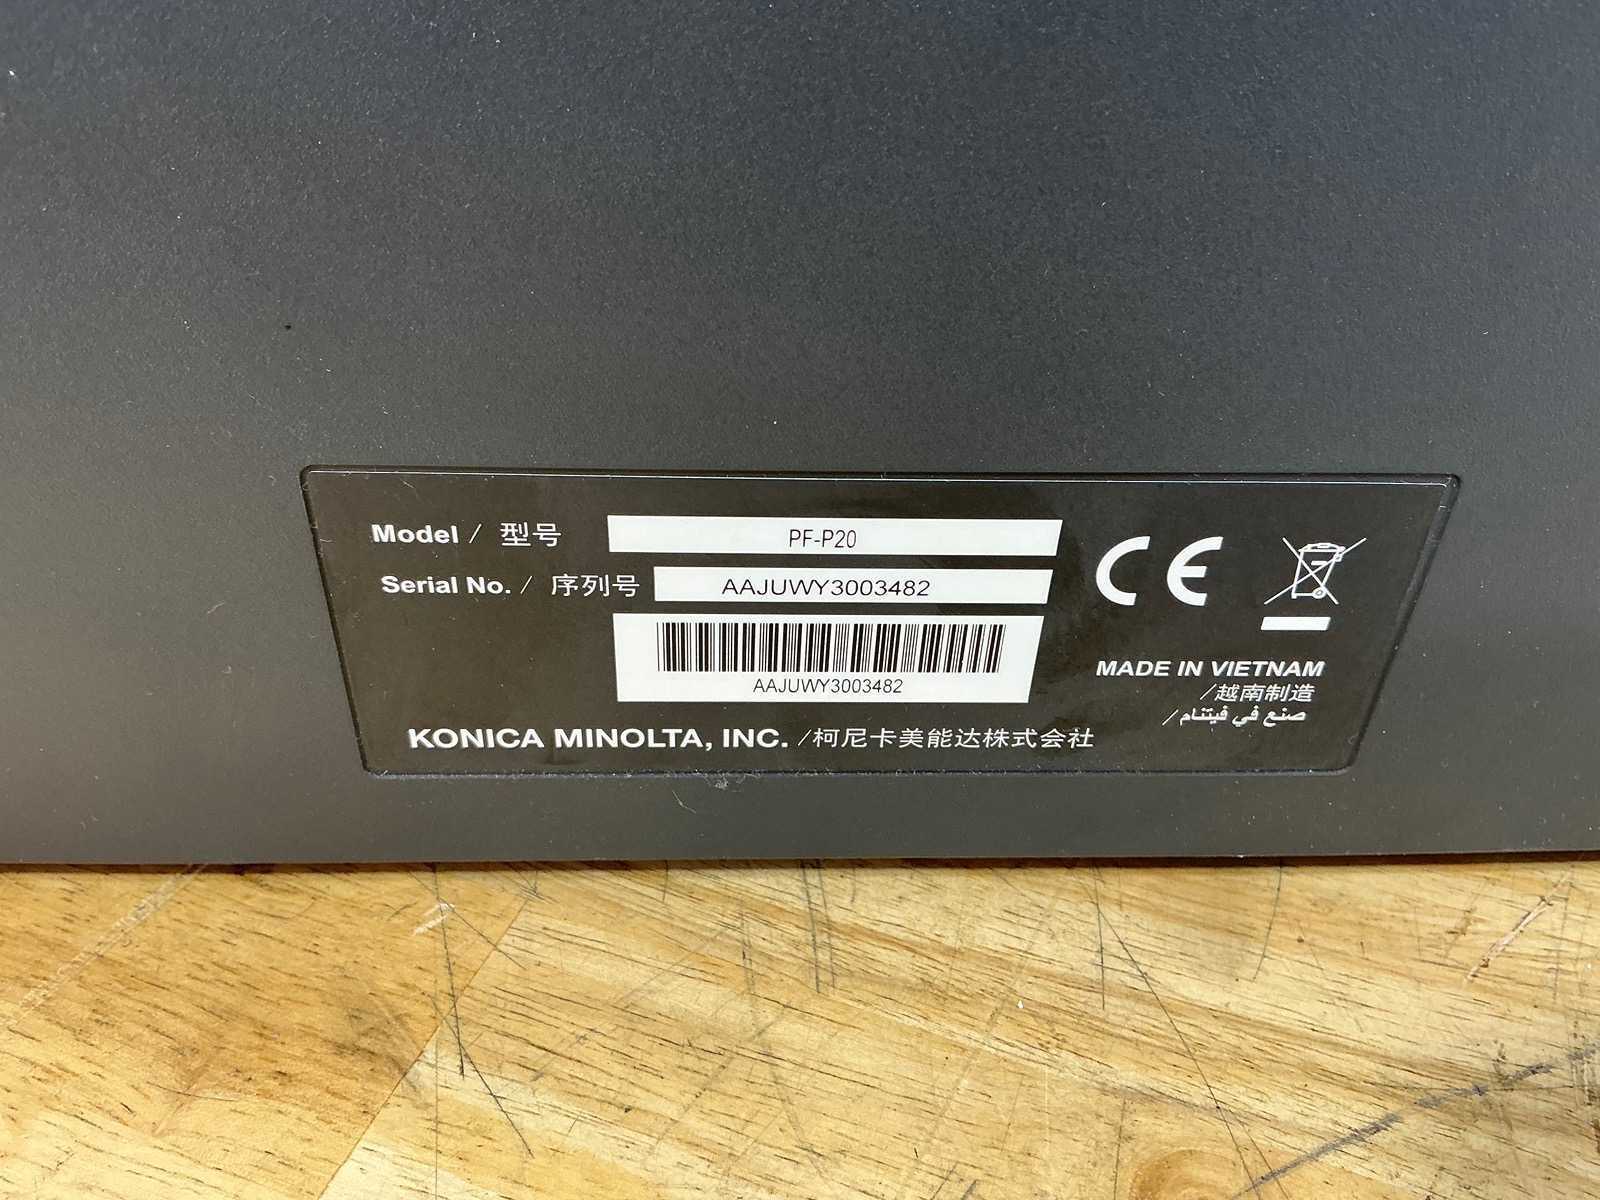 Model / 型号 PF-P20
Serial No. / 序列号 AAJUWY3003482
AAJUWY3003482
CE
MADE IN VIETNAM
/越南制造
/صنع في فيتنام
KONICA MINOLTA, INC. /柯尼卡美能达株式会社